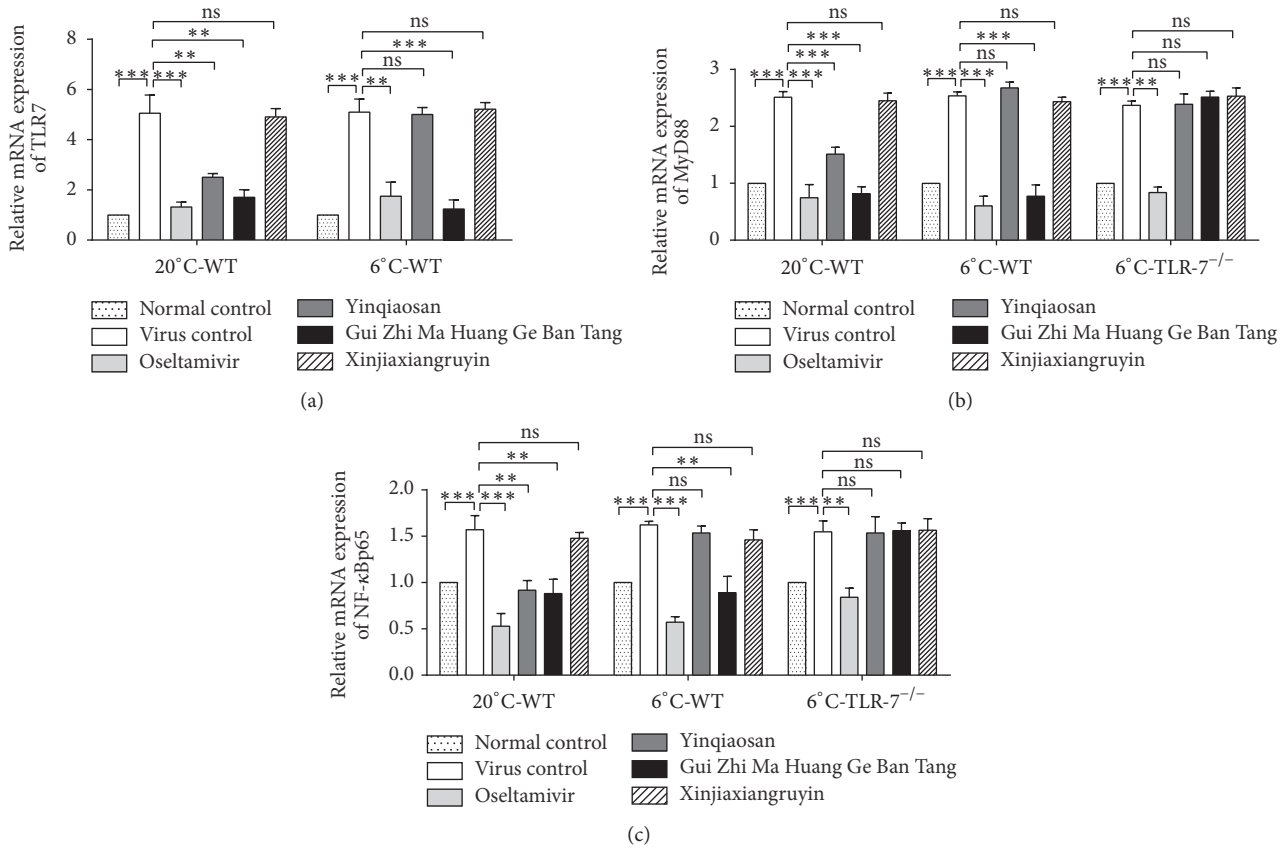 ns
**
**
*** ***
ns
***
ns
*** **
Relative mRNA expression
of TLR7
8
6
4
2
0
20°C-WT
6°C-WT
Normal control
Virus control
Oseltamivir
Yinqiaosan
Gui Zhi Ma Huang Ge Ban Tang
Xinjiaxiangruyin
(a)
ns
***
***
*** ***
ns
***
ns
*** ***
ns
ns
ns
*** **
Relative mRNA expression
of MyD88
3
2
1
0
20°C-WT
6°C-WT
6°C-TLR-7−/−
Normal control
Virus control
Oseltamivir
Yinqiaosan
Gui Zhi Ma Huang Ge Ban Tang
Xinjiaxiangruyin
(b)
ns
**
**
*** ***
ns
**
ns
*** ***
ns
ns
ns
*** **
Relative mRNA expression
of NF-κBp65
2.0
1.5
1.0
0.5
0.0
20°C-WT
6°C-WT
6°C-TLR-7−/−
Normal control
Virus control
Oseltamivir
Yinqiaosan
Gui Zhi Ma Huang Ge Ban Tang
Xinjiaxiangruyin
(c)